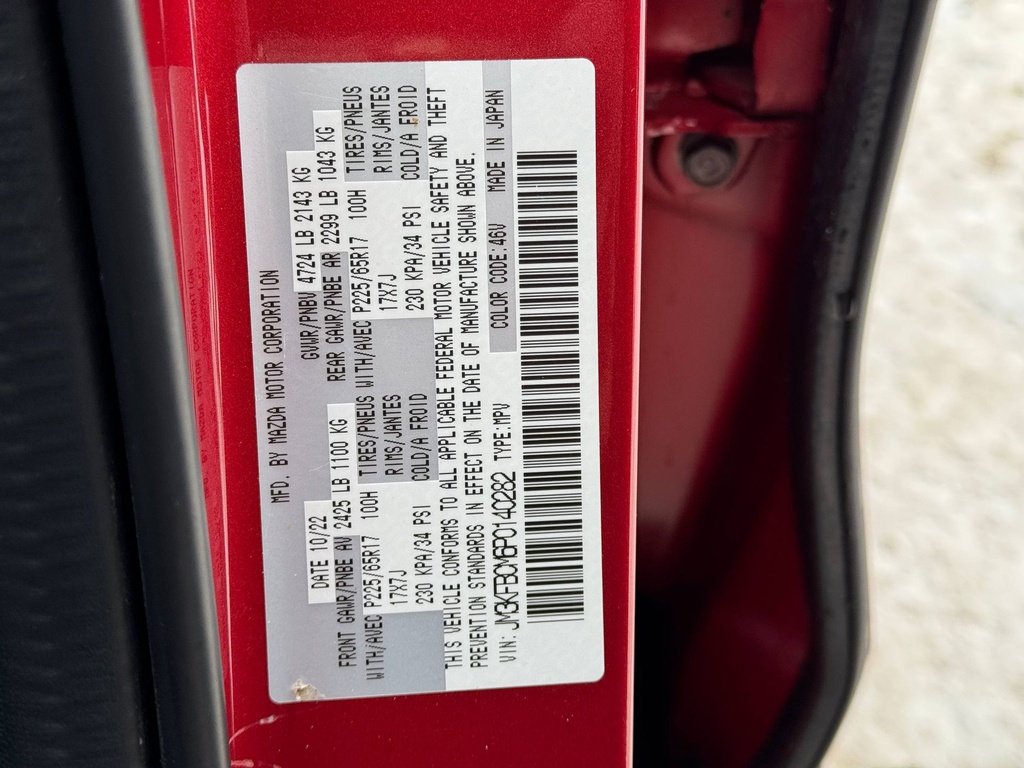 MFD. BY MAZDA MOTOR CORPORATION
DATE 10/22 GVWR/PNBV 4724 LB 2143 KG
FRONT GAWR/PNBE AV 2425 LB 1100 KG REAR GAWR/PNBE AR 2299 LB 1043 KG
WITH/AVEC P225/65R17 100H TIRES/PNEUS WITH/AVEC P225/65R17 100H TIRES/PNEUS
17X7J RIMS/JANTES 17X7J RIMS/JANTES
230 KPA/34 PSI COLD/A FROID 230 KPA/34 PSI COLD/A FROID
THIS VEHICLE CONFORMS TO ALL APPLICABLE FEDERAL MOTOR VEHICLE SAFETY AND THEFT
PREVENTION STANDARDS IN EFFECT ON THE DATE OF MANUFACTURE SHOWN ABOVE.
VIN: JM3KFBCM6P0140282 TYPE:MPV COLOR CODE:46V MADE IN JAPAN